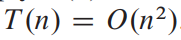 T(n) = O(n²).